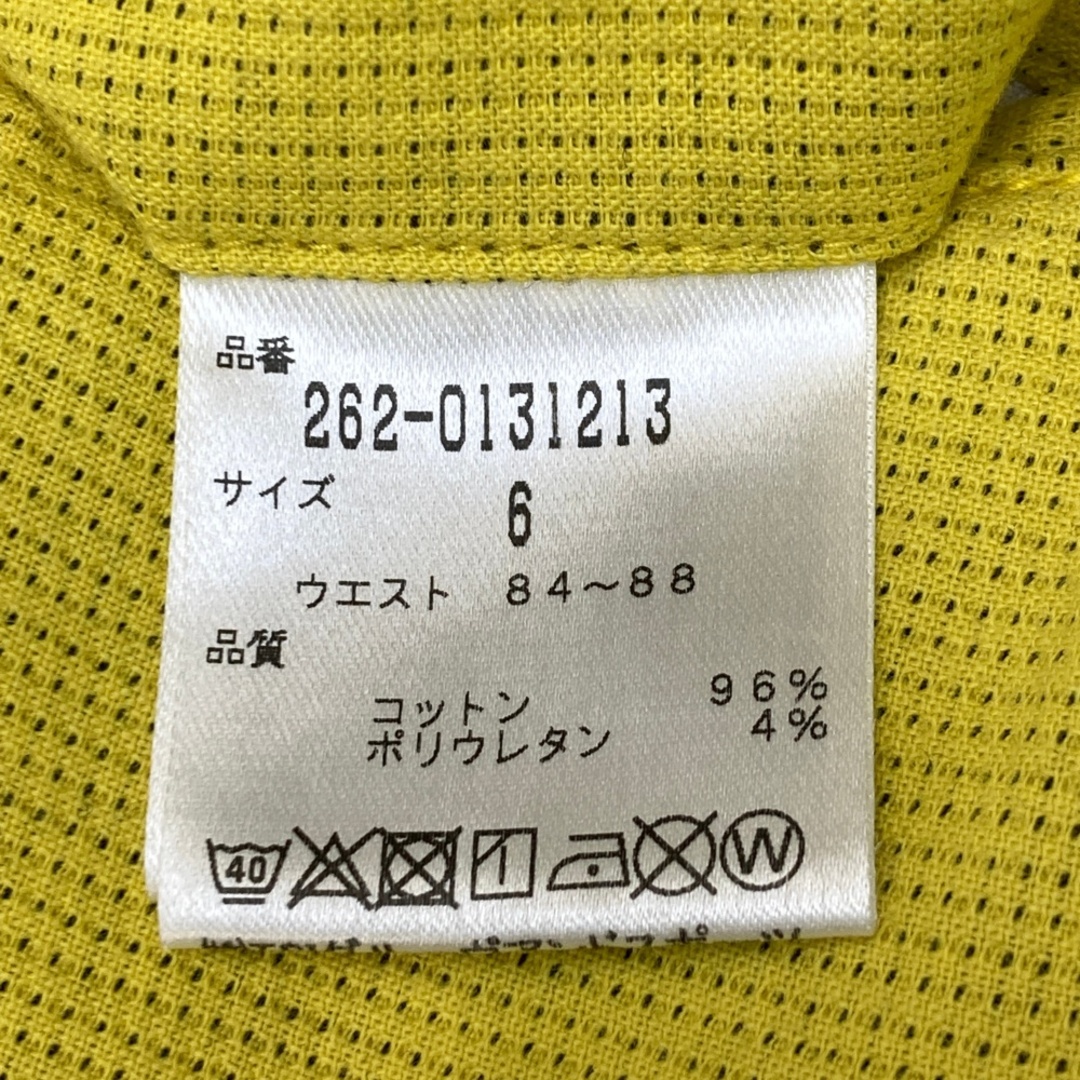 品番
262-0131213
サイズ 6
ウエスト 84～88
品質
コットン 96%
ポリウレタン 4%
40 W